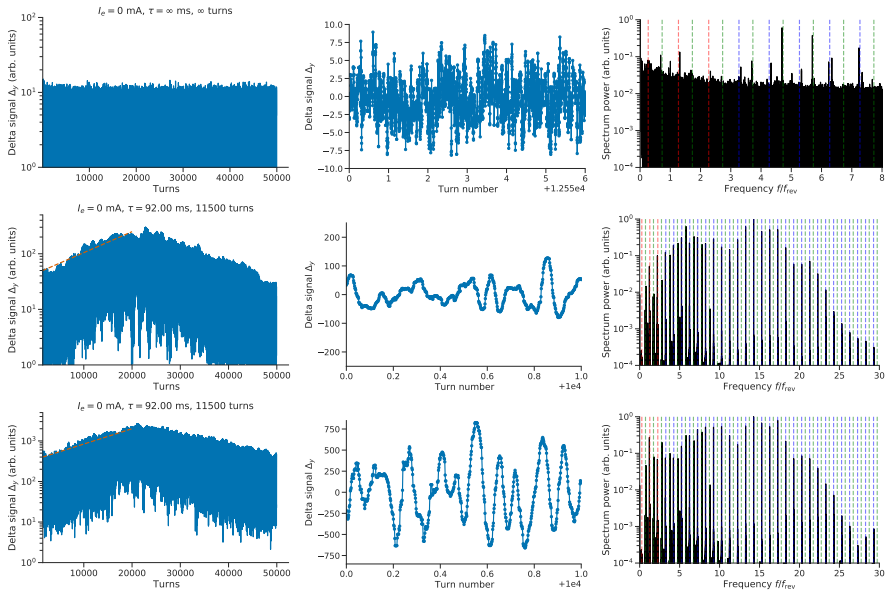 I_e = 0 mA, τ = ∞ ms, ∞ turns
Delta signal Δ_y (arb. units)
10^2
10^1
10^0
10000 20000 30000 40000 50000
Turns
Delta signal Δ_y
10.0
7.5
5.0
2.5
0.0
−2.5
−5.0
−7.5
−10.0
0 1 2 3 4 5 6
Turn number
+1.255e4
Spectrum power (arb. units)
10^0
10^-1
10^-2
10^-3
10^-4
0 1 2 3 4 5 6 7 8
Frequency f/f_rev
I_e = 0 mA, τ = 92.00 ms, 11500 turns
Delta signal Δ_y (arb. units)
10^2
10^1
10^0
10000 20000 30000 40000 50000
Turns
Delta signal Δ_y
200
100
0
−100
−200
0.0 0.2 0.4 0.6 0.8 1.0
Turn number
+1e4
Spectrum power (arb. units)
10^0
10^-1
10^-2
10^-3
10^-4
0 5 10 15 20 25 30
Frequency f/f_rev
I_e = 0 mA, τ = 92.00 ms, 11500 turns
Delta signal Δ_y (arb. units)
10^3
10^2
10^1
10^0
10000 20000 30000 40000 50000
Turns
Delta signal Δ_y
750
500
250
0
−250
−500
−750
0.0 0.2 0.4 0.6 0.8 1.0
Turn number
+1e4
Spectrum power (arb. units)
10^0
10^-1
10^-2
10^-3
10^-4
0 5 10 15 20 25 30
Frequency f/f_rev